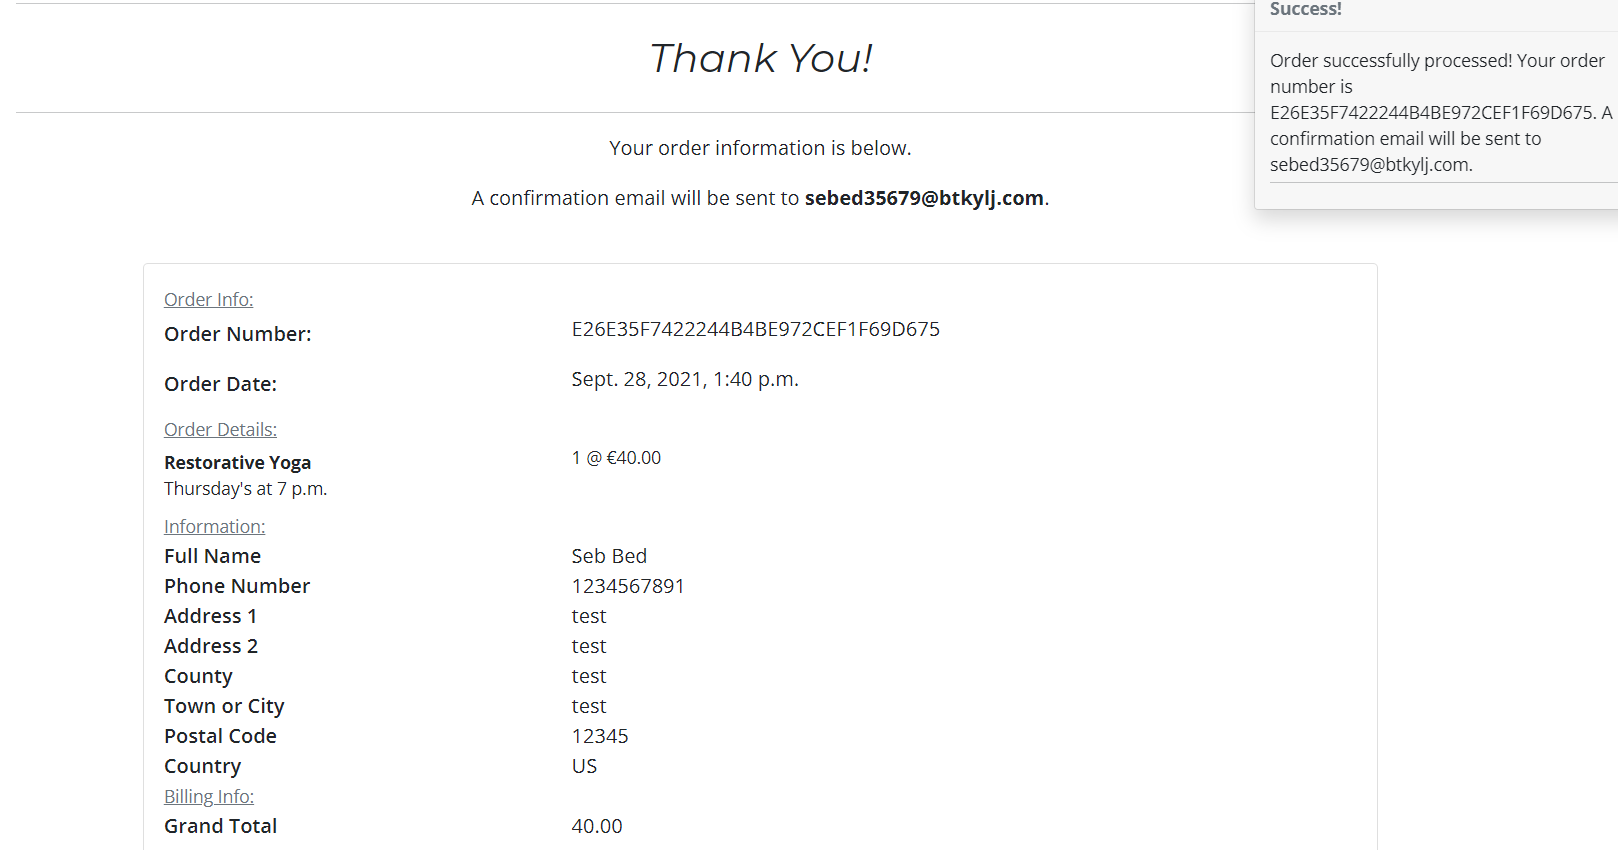 Thank You!
Your order information is below.
A confirmation email will be sent to sebed35679@btkylj.com.
Success!
Order successfully processed! Your order
number is
E26E35F7422244B4BE972CEF1F69D675. A
confirmation email will be sent to
sebed35679@btkylj.com.
Order Info:
Order Number: E26E35F7422244B4BE972CEF1F69D675
Order Date: Sept. 28, 2021, 1:40 p.m.
Order Details:
Restorative Yoga 1 @ €40.00
Thursday's at 7 p.m.
Information:
Full Name Seb Bed
Phone Number 1234567891
Address 1 test
Address 2 test
County test
Town or City test
Postal Code 12345
Country US
Billing Info:
Grand Total 40.00